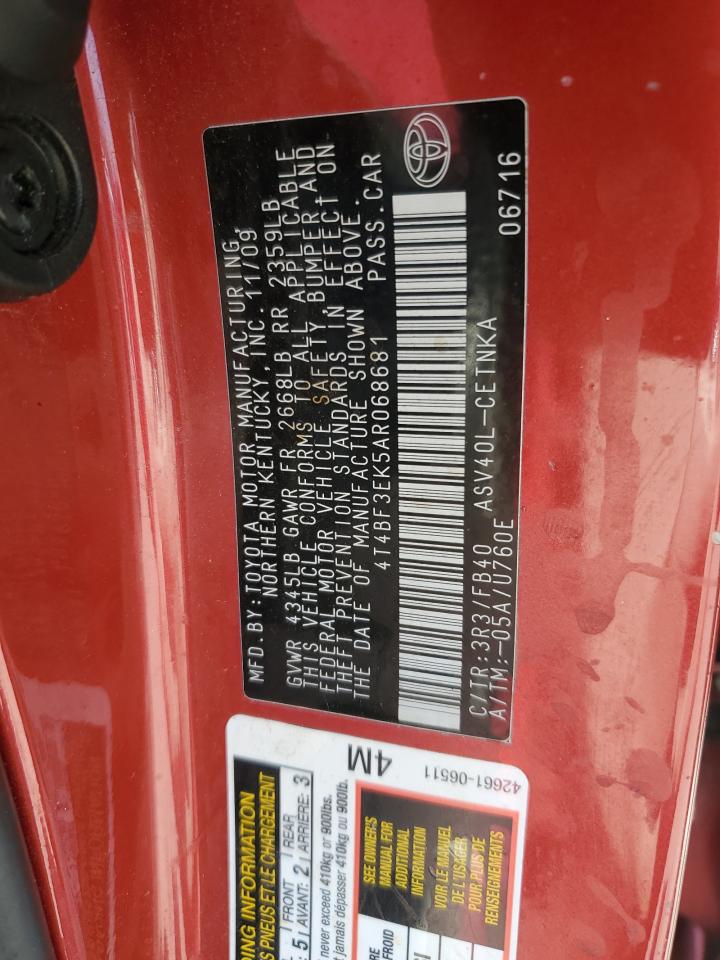 MFD.BY:TOYOTA MOTOR MANUFACTURING,
NORTHERN KENTUCKY,INC. 11/09
GVWR 4345LB GAWR FR 2668LB RR 2359LB
THIS VEHICLE CONFORMS TO ALL APPLICABLE
FEDERAL MOTOR VEHICLE SAFETY,BUMPER,AND
THEFT PREVENTION STANDARDS IN EFFECT ON
THE DATE OF MANUFACTURE SHOWN ABOVE.
4T4BF3EK5AR068681 PASS.CAR
C/TR:3R3/FB40 ASV40L-CETNKA
A/TM:-05A/U760E 06716
DING INFORMATION
S PNEUS ET LE CHARGEMENT
5 FRONT AVANT: 2 REAR ARRIÈRE: 3
never exceed 410kg or 900lbs.
t jamais dépasser 410kg ou 900lb.
4M
SEE OWNER'S
MANUAL FOR
ADDITIONAL
INFORMATION
VOIR LE MANUEL
DE L'USAGER
POUR PLUS DE
RENSEIGNEMENTS
FROID
42661-06511